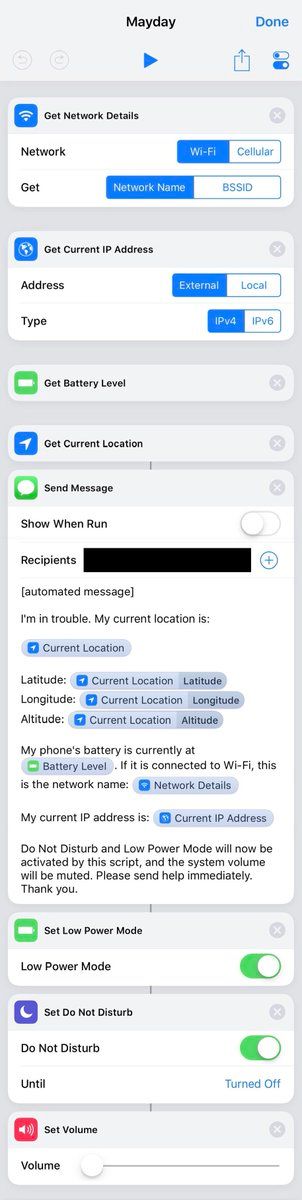 Mayday
Done
Get Network Details
Network Wi-Fi Cellular
Get Network Name BSSID
Get Current IP Address
Address External Local
Type IPv4 IPv6
Get Battery Level
Get Current Location
Send Message
Show When Run
Recipients
[automated message]
I'm in trouble. My current location is:
Current Location
Latitude: Current Location Latitude
Longitude: Current Location Longitude
Altitude: Current Location Altitude
My phone's battery is currently at
Battery Level. If it is connected to Wi-Fi, this
is the network name: Network Details
My current IP address is: Current IP Address
Do Not Disturb and Low Power Mode will now be
activated by this script, and the system volume
will be muted. Please send help immediately.
Thank you.
Set Low Power Mode
Low Power Mode
Set Do Not Disturb
Do Not Disturb
Until Turned Off
Set Volume
Volume